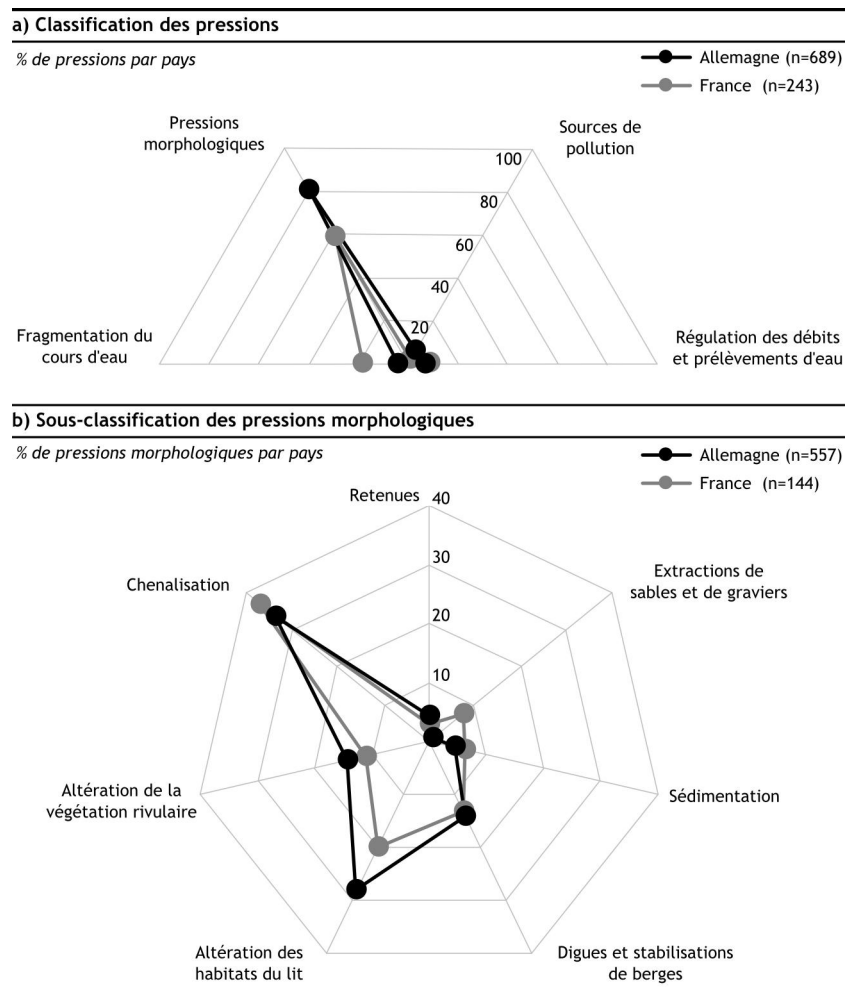 a) Classification des pressions
% de pressions par pays
Allemagne (n=689)
France (n=243)
Pressions
morphologiques
Sources de
pollution
100
80
60
40
20
Fragmentation du
cours d'eau
Régulation des débits
et prélèvements d'eau
b) Sous-classification des pressions morphologiques
% de pressions morphologiques par pays
Allemagne (n=557)
France (n=144)
Retenues
40
30
20
10
Chenalisation
Extractions de
sables et de graviers
Altération de la
végétation rivulaire
Sédimentation
Altération des
habitats du lit
Digues et stabilisations
de berges